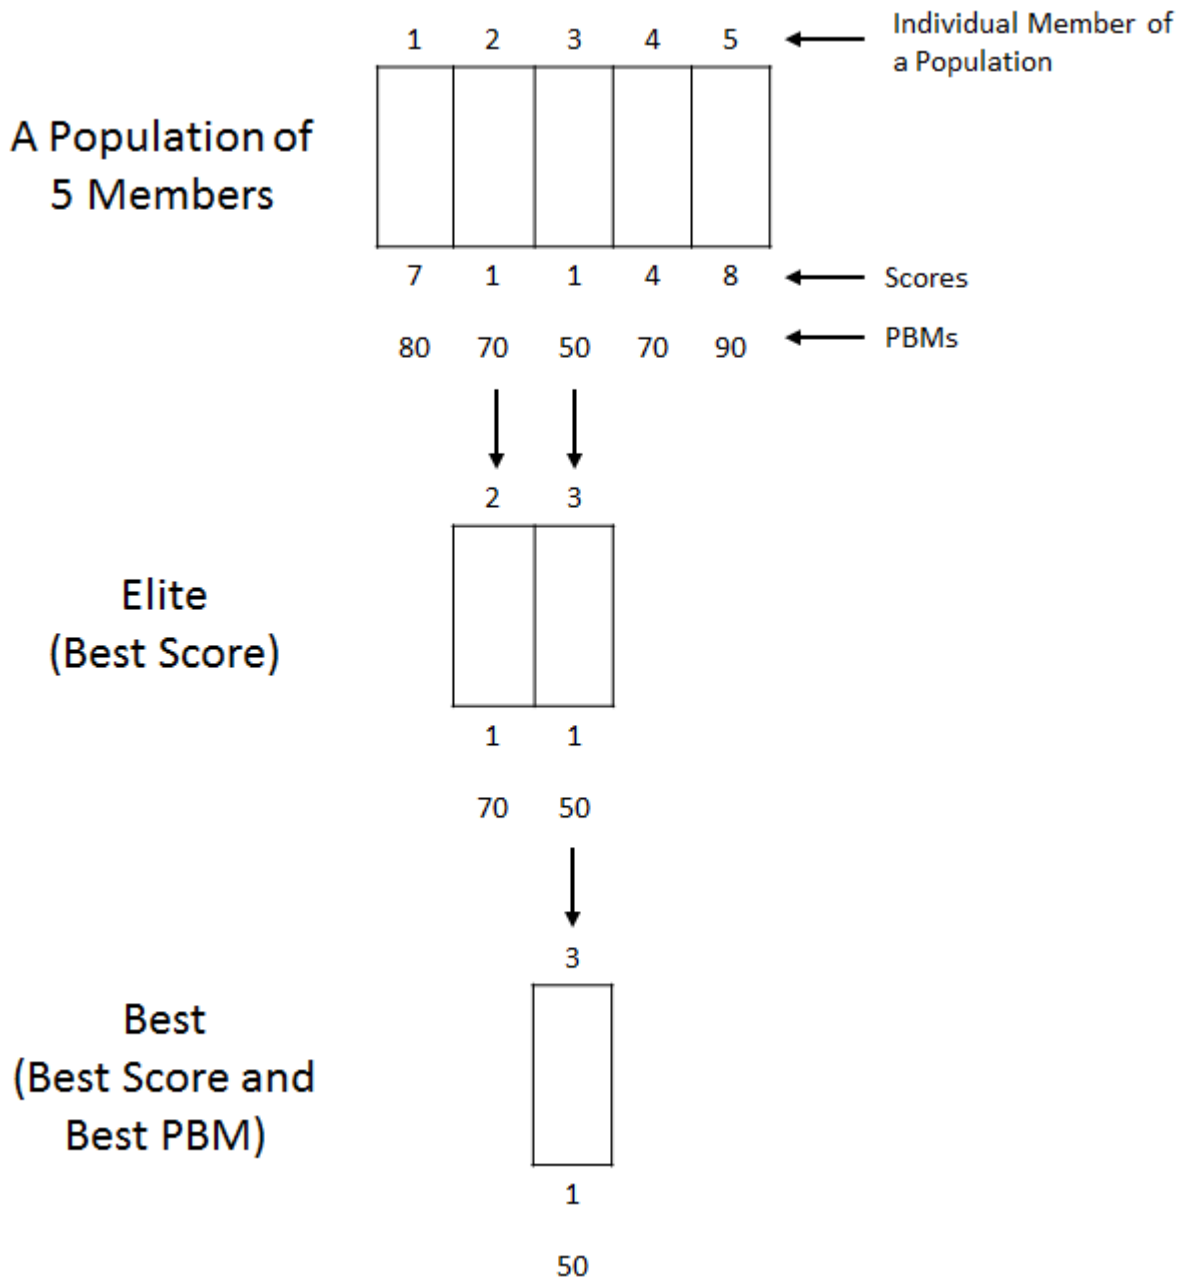 1 2 3 4 5
Individual Member of
a Population
A Population of
5 Members
7 1 1 4 8
Scores
80 70 50 70 90
PBMs
2 3
Elite
(Best Score)
1 1
70 50
3
Best
(Best Score and
Best PBM)
1
50